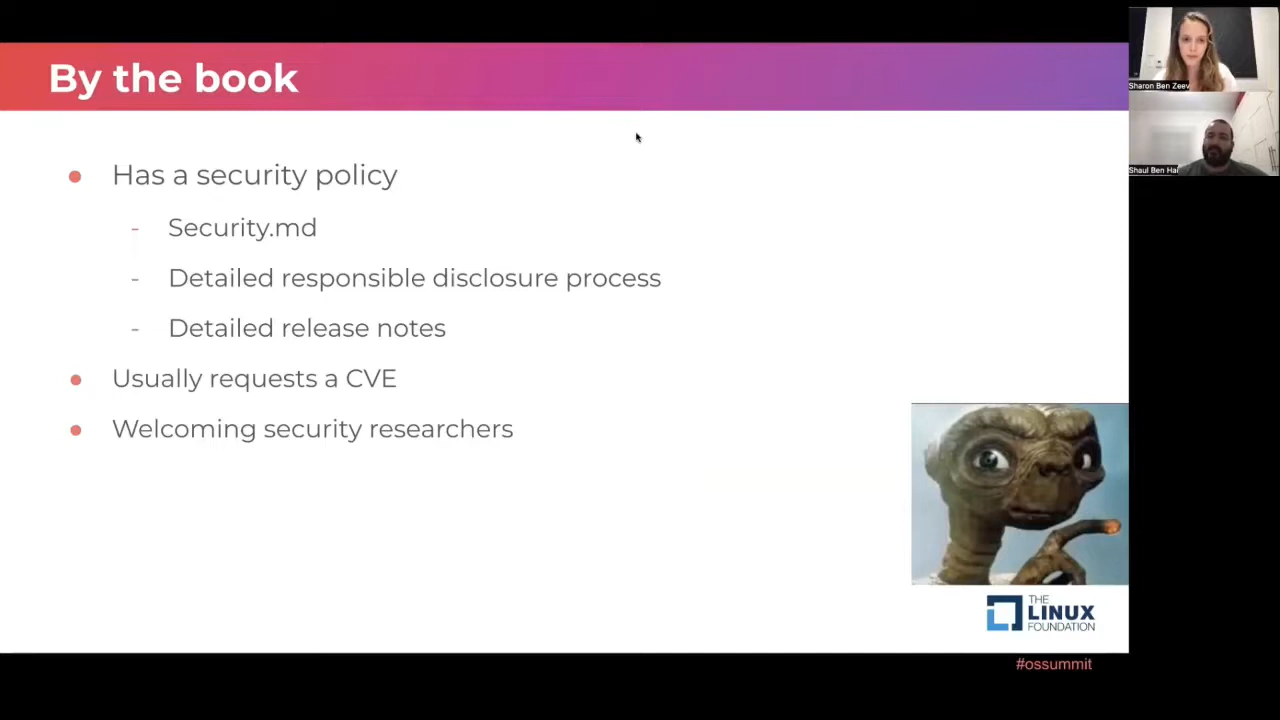 By the book
Has a security policy
- Security.md
- Detailed responsible disclosure process
- Detailed release notes
Usually requests a CVE
Welcoming security researchers
THE
LINUX
FOUNDATION
#ossummit
Sharon Ben Zeev
Shaul Ben Hai